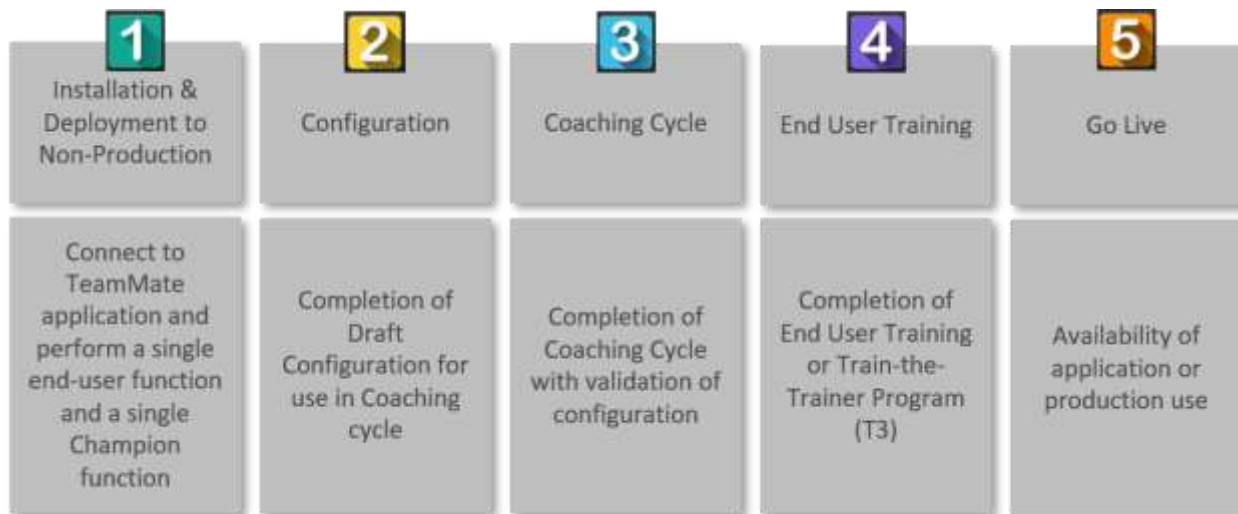 1
Installation &
Deployment to
Non-Production
2
Configuration
3
Coaching Cycle
4
End User Training
5
Go Live
Connect to
TeamMate
application and
perform a single
end-user function
and a single
Champion
function
Completion of
Draft
Configuration for
use in Coaching
cycle
Completion of
Coaching Cycle
with validation of
configuration
Completion of
End User Training
or Train-the-
Trainer Program
(T3)
Availability of
application or
production use